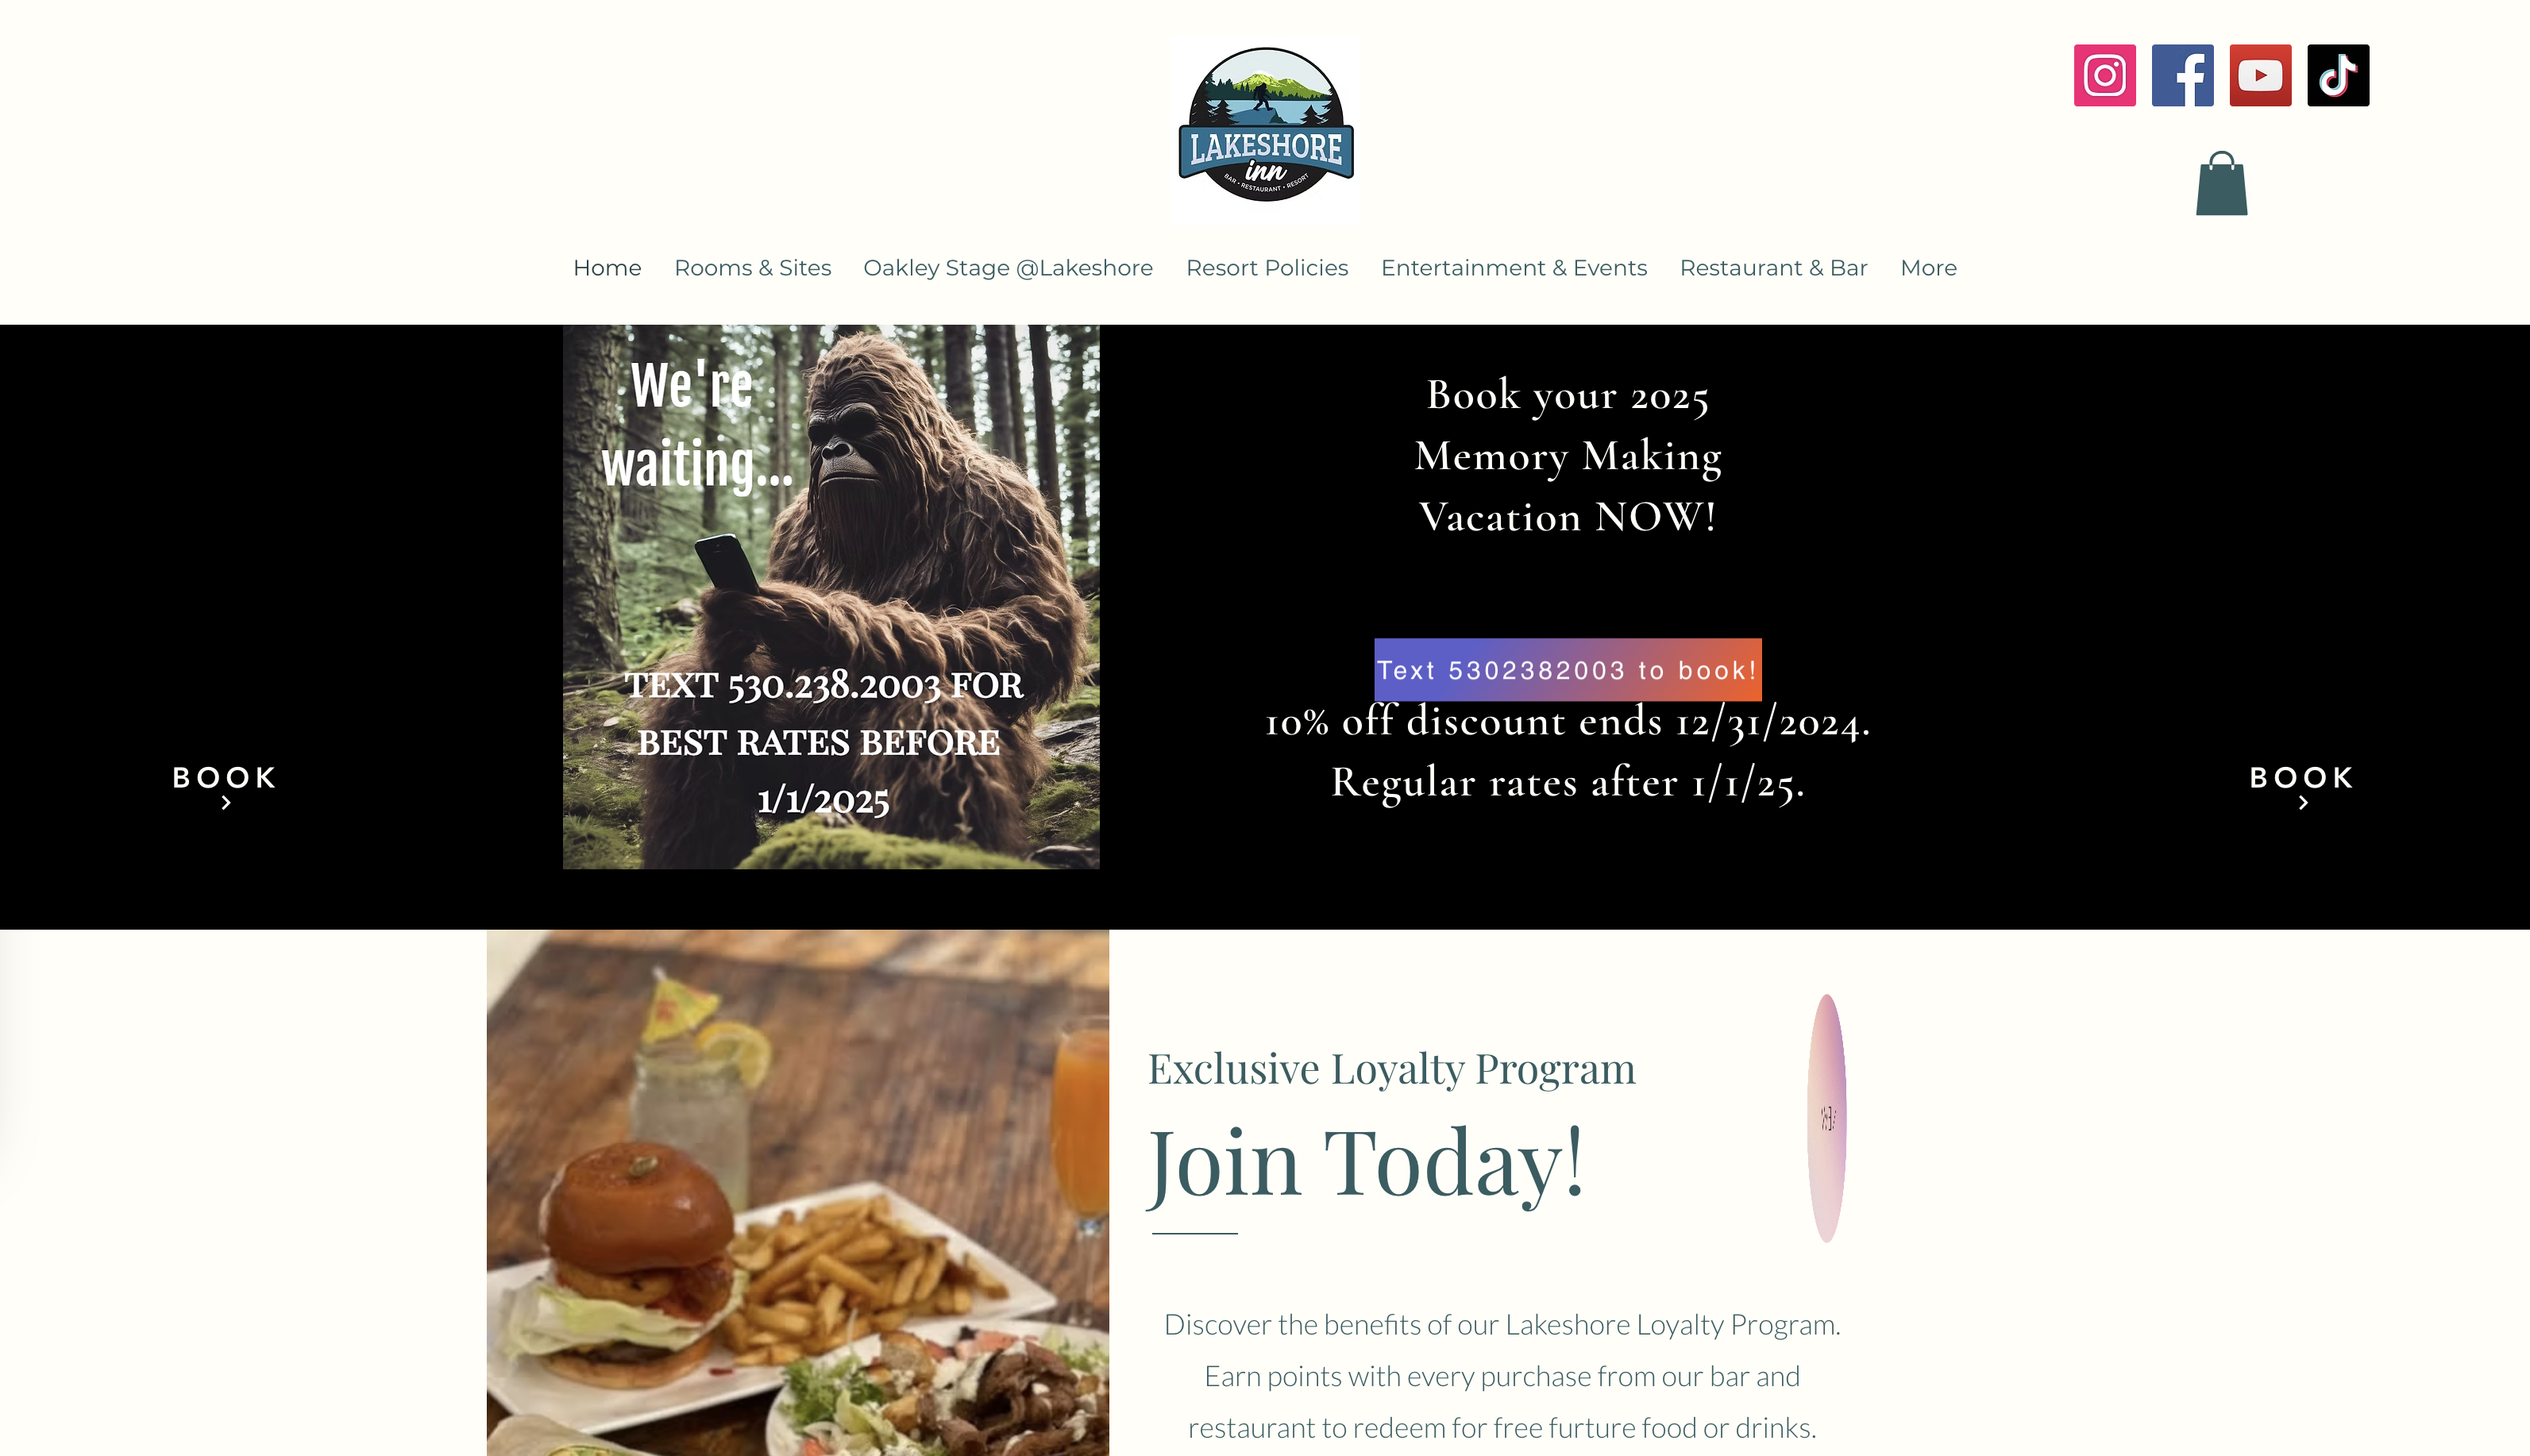 LAKESHORE
inn
BAR • RESTAURANT • RESORT
Home Rooms & Sites Oakley Stage @Lakeshore Resort Policies Entertainment & Events Restaurant & Bar More
We're
waiting...
TEXT 530.238.2003 FOR
BEST RATES BEFORE
1/1/2025
Book your 2025
Memory Making
Vacation NOW!
Text 5302382003 to book!
10% off discount ends 12/31/2024.
Regular rates after 1/1/25.
BOOK
BOOK
Exclusive Loyalty Program
Join Today!
Discover the benefits of our Lakeshore Loyalty Program.
Earn points with every purchase from our bar and
restaurant to redeem for free furture food or drinks.